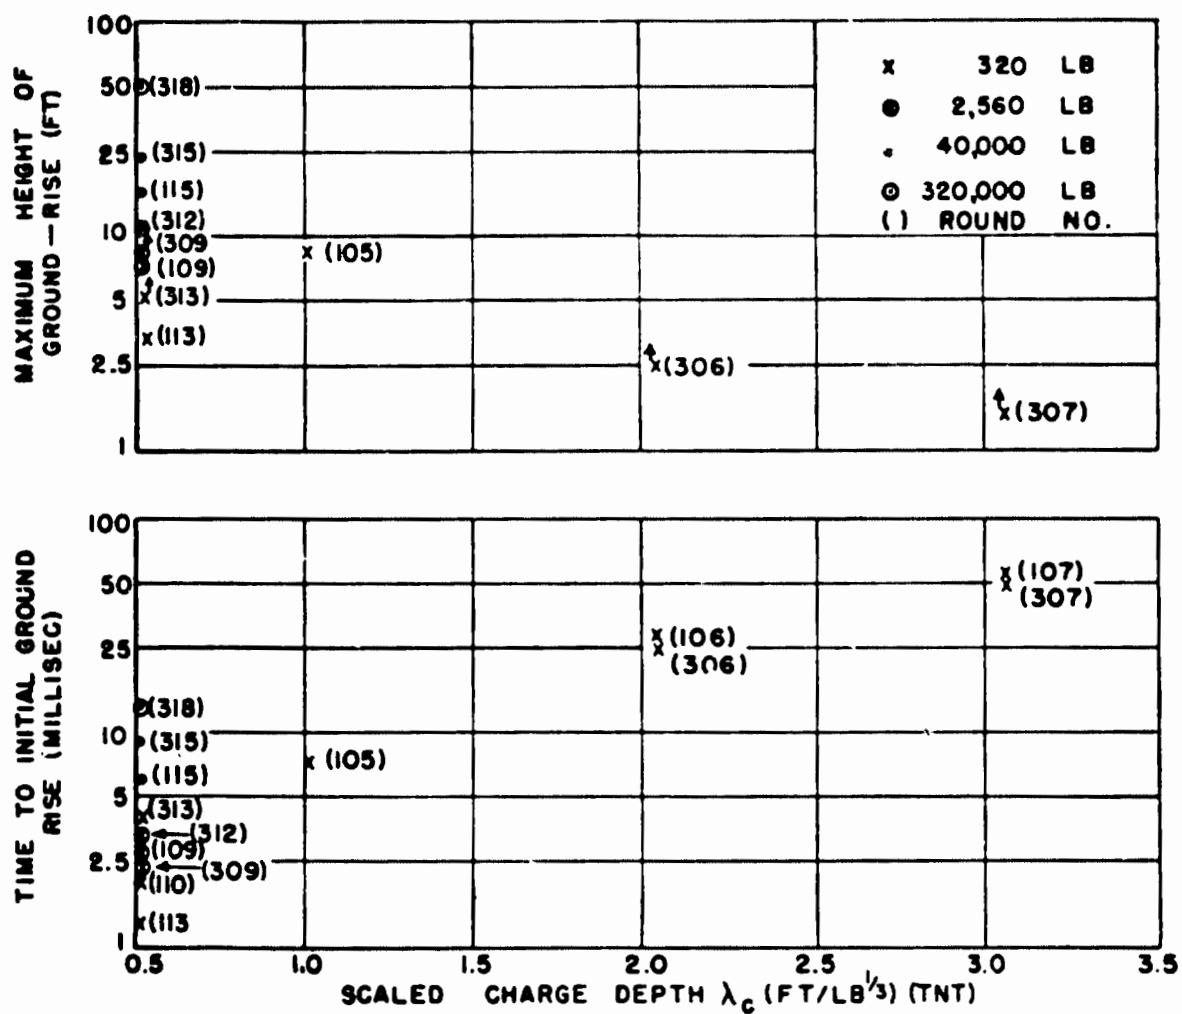 MAXIMUM HEIGHT OF
GROUND—RISE (FT)
100
50
25
10
5
2.5
1
x 320 LB
2,560 LB
40,000 LB
320,000 LB
( ) ROUND NO.
(318)
(315)
(115)
(312)
(309
(109)
x(313)
x(113)
x (105)
x(306)
x(307)
TIME TO INITIAL GROUND
RISE (MILLISEC)
100
50
25
10
5
2.5
1
x(107)
x(307)
x(106)
x(306)
(318)
(315)
(115)
x(105)
x(313)
(312)
(109)
(309)
x(110)
x(113
0.5 1.0 1.5 2.0 2.5 3.0 3.5
SCALED CHARGE DEPTH λc (FT/LB^1/3) (TNT)